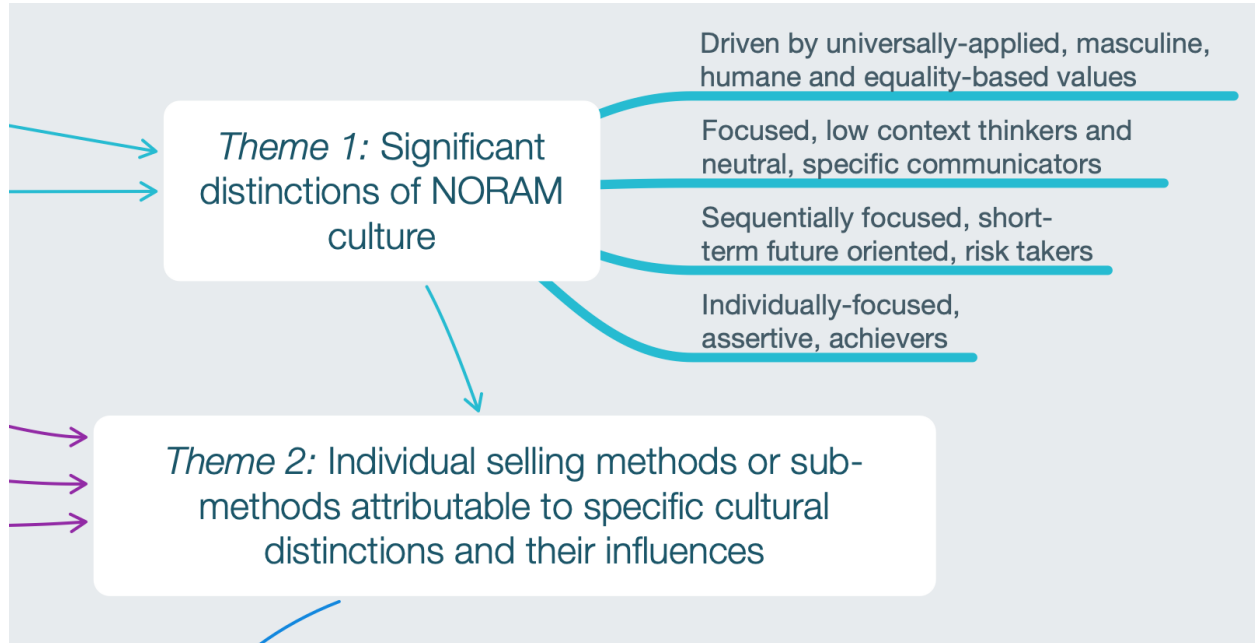 Driven by universally-applied, masculine,
humane and equality-based values
Theme 1: Significant
distinctions of NORAM
culture
Focused, low context thinkers and
neutral, specific communicators
Sequentially focused, short-
term future oriented, risk takers
Individually-focused,
assertive, achievers
Theme 2: Individual selling methods or sub-
methods attributable to specific cultural
distinctions and their influences